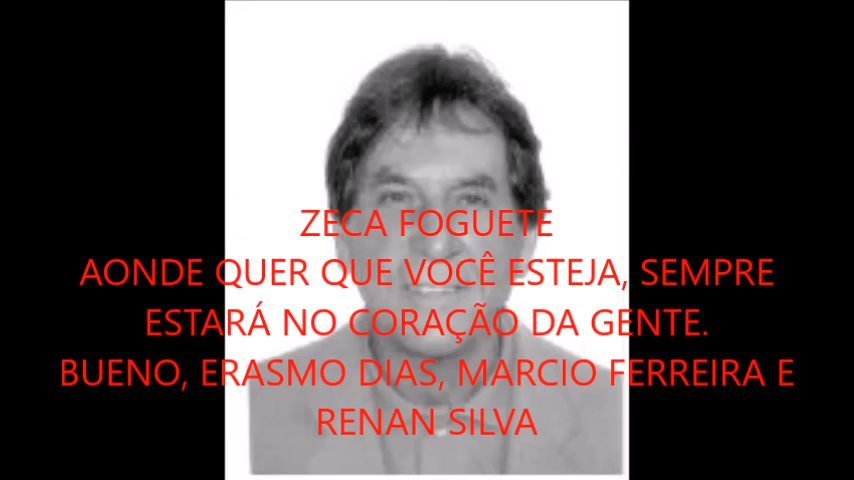 ZECA FOGUETE
AONDE QUER QUE VOCÊ ESTEJA, SEMPRE
ESTARÁ NO CORAÇÃO DA GENTE.
BUENO, ERASMO DIAS, MARCIO FERREIRA E
RENAN SILVA